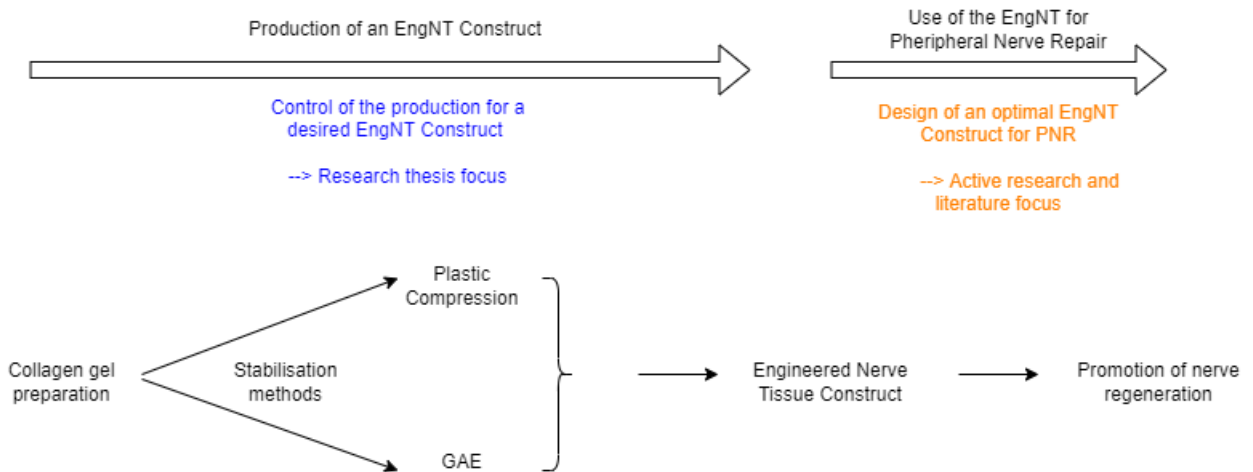 Production of an EngNT Construct
Use of the EngNT for
Pheripheral Nerve Repair
Control of the production for a
desired EngNT Construct
--> Research thesis focus
Design of an optimal EngNT
Construct for PNR
--> Active research and
literature focus
Plastic
Compression
Collagen gel
preparation
Stabilisation
methods
Engineered Nerve
Tissue Construct
Promotion of nerve
regeneration
GAE